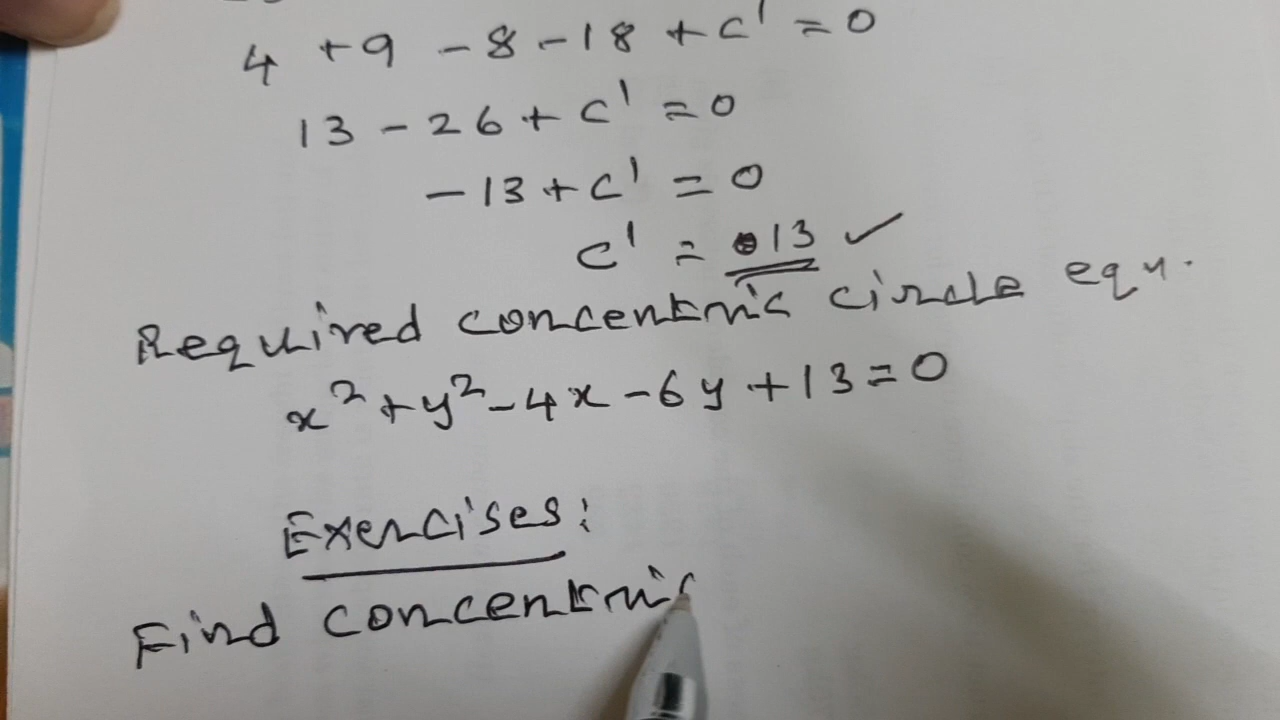 4 + 9 - 8 - 18 + c' = 0
13 - 26 + c' = 0
- 13 + c' = 0
c' = 13 ✓
Required concentric circle equn.
x² + y² - 4x - 6y + 13 = 0
Exercises:
Find concentric